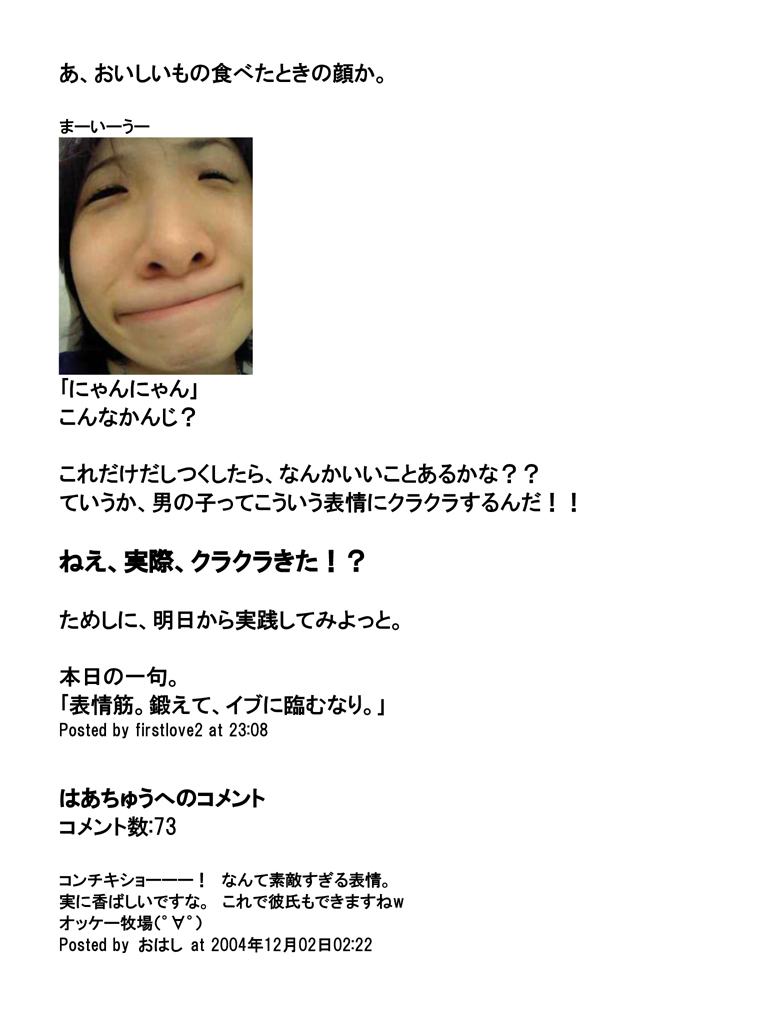 あ、おいしいもの食べたときの顔か。
まーいーうー
「にゃんにゃん」
こんなかんじ？
これだけだしつくしたら、なんかいいことあるかな？？
ていうか、男の子ってこういう表情にクラクラするんだ！！
ねえ、実際、クラクラきた！？
ためしに、明日から実践してみよっと。
本日の一句。
「表情筋。鍛えて、イブに臨むなり。」
Posted by firstlove2 at 23:08
はあちゅうへのコメント
コメント数:73
コンチキショーーー！　なんて素敵すぎる表情。
実に香ばしいですな。　これで彼氏もできますねw
オッケー牧場(ﾟ∀ﾟ)
Posted by おはし at 2004年12月02日02:22